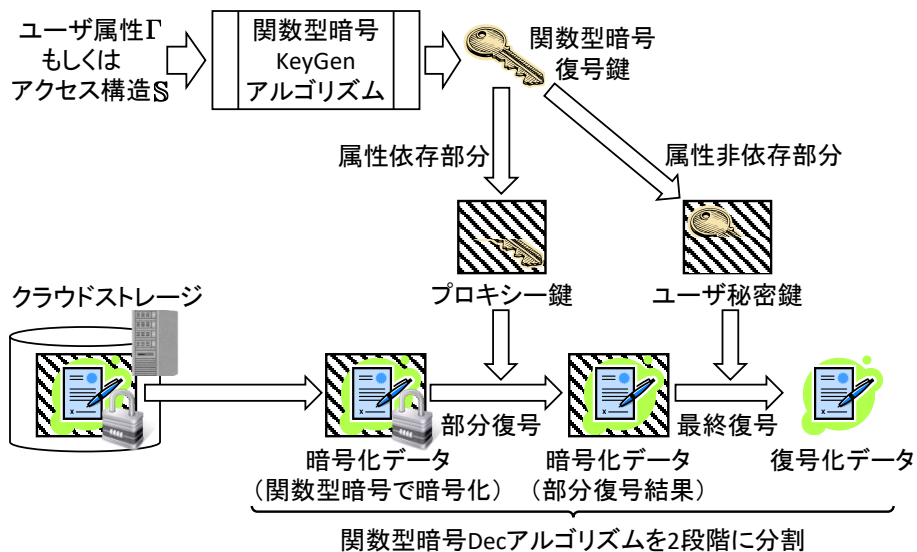 ユーザ属性Γ
もしくは
アクセス構造𝕊
関数型暗号
KeyGen
アルゴリズム
関数型暗号
復号鍵
属性依存部分
属性非依存部分
プロキシー鍵
ユーザ秘密鍵
クラウドストレージ
部分復号
最終復号
暗号化データ
（関数型暗号で暗号化）
暗号化データ
（部分復号結果）
復号化データ
関数型暗号Decアルゴリズムを2段階に分割